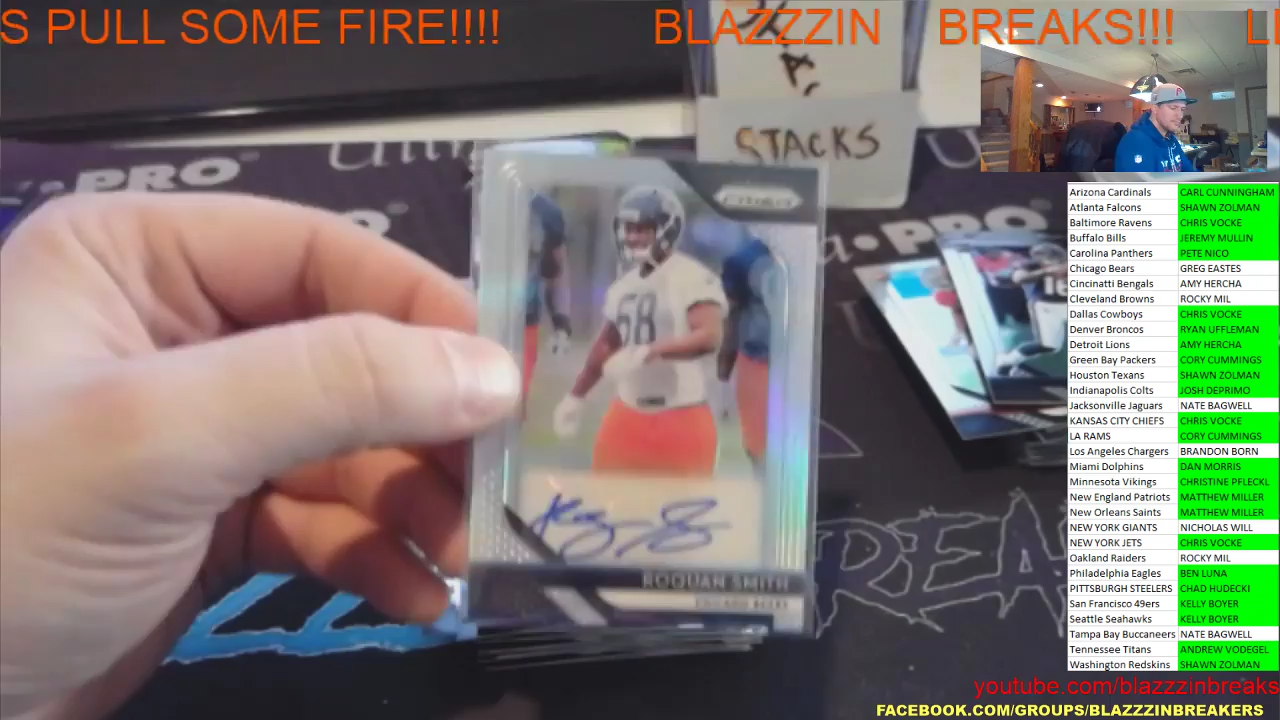 S PULL SOME FIRE!!!! BLAZZZIN BREAKS!!! LE
STACKS
PRO
PRO
PRIZM
68
ROQUAN SMITH
CHICAGO BEARS
BREA
Arizona Cardinals CARL CUNNINGHAM
Atlanta Falcons SHAWN ZOLMAN
Baltimore Ravens CHRIS VOCKE
Buffalo Bills JEREMY MULLIN
Carolina Panthers PETE NICO
Chicago Bears GREG EASTES
Cincinatti Bengals AMY HERCHA
Cleveland Browns ROCKY MIL
Dallas Cowboys CHRIS VOCKE
Denver Broncos RYAN UFFLEMAN
Detroit Lions AMY HERCHA
Green Bay Packers CORY CUMMINGS
Houston Texans SHAWN ZOLMAN
Indianapolis Colts JOSH DEPRIMO
Jacksonville Jaguars NATE BAGWELL
KANSAS CITY CHIEFS CHRIS VOCKE
LA RAMS CORY CUMMINGS
Los Angeles Chargers BRANDON BORN
Miami Dolphins DAN MORRIS
Minnesota Vikings CHRISTINE PFLECKL
New England Patriots MATTHEW MILLER
New Orleans Saints MATTHEW MILLER
NEW YORK GIANTS NICHOLAS WILL
NEW YORK JETS CHRIS VOCKE
Oakland Raiders ROCKY MIL
Philadelphia Eagles BEN LUNA
PITTSBURGH STEELERS CHAD HUDECKI
San Francisco 49ers KELLY BOYER
Seattle Seahawks KELLY BOYER
Tampa Bay Buccaneers NATE BAGWELL
Tennessee Titans ANDREW VODEGEL
Washington Redskins SHAWN ZOLMAN
youtube.com/blazzzinbreaks
FACEBOOK.COM/GROUPS/BLAZZZINBREAKERS